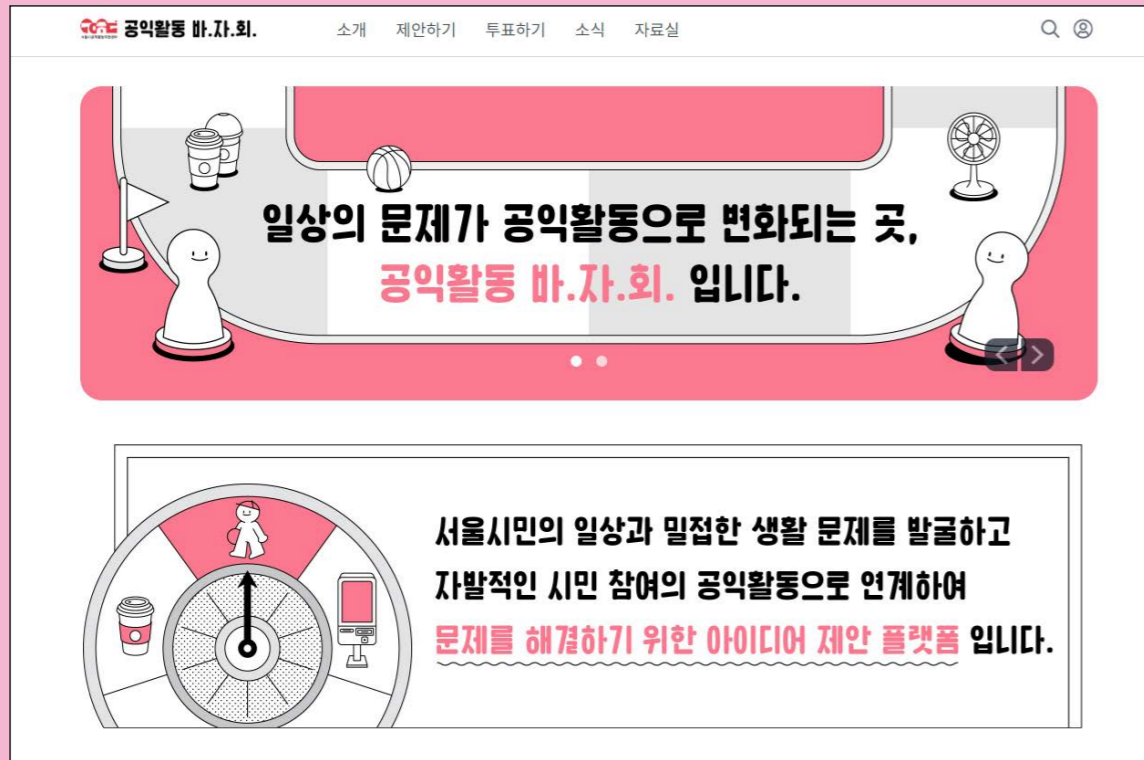 공익활동 바.자.회.
소개 제안하기 투표하기 소식 자료실
일상의 문제가 공익활동으로 변화되는 곳,
공익활동 바.자.회. 입니다.
서울시민의 일상과 밀접한 생활 문제를 발굴하고
자발적인 시민 참여의 공익활동으로 연계하여
문제를 해결하기 위한 아이디어 제안 플랫폼 입니다.